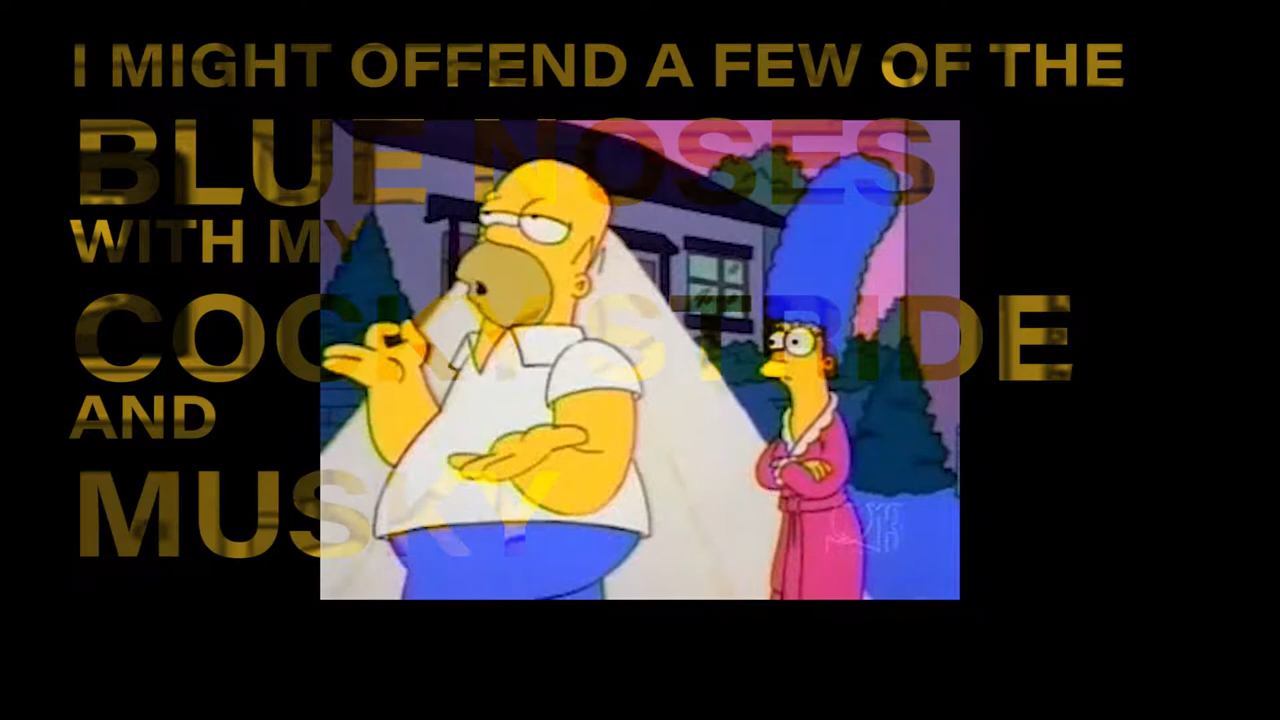 I MIGHT OFFEND A FEW OF THE
BLUE NOSES
WITH MY
COCKY STRIDE
AND
MUSKY